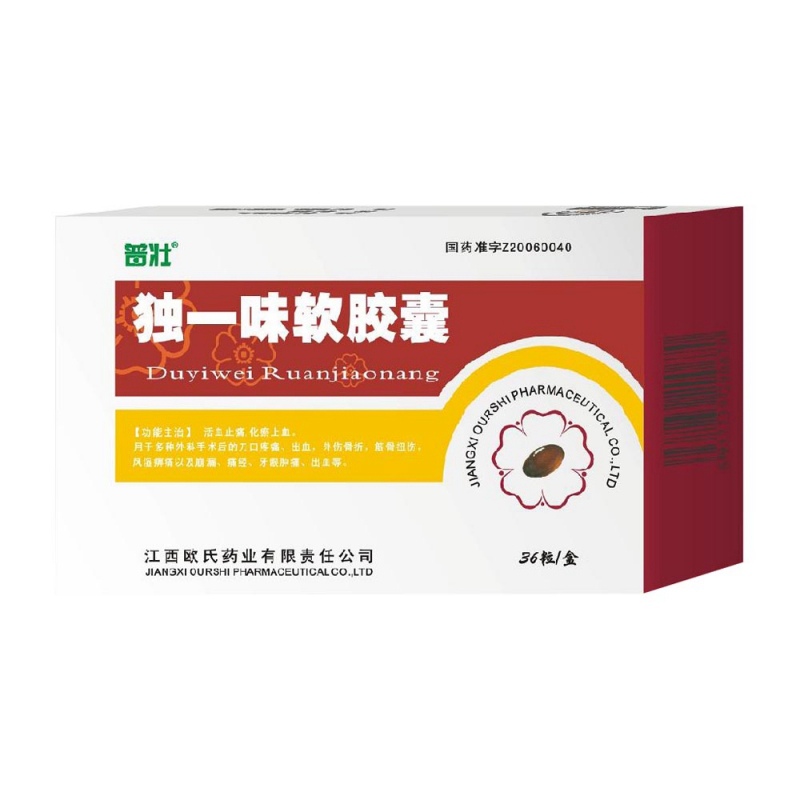 普壮®
国药准字Z20060040
独一味软胶囊
Duyiwei Ruanjiaonang
【功能主治】 活血止痛,化瘀止血。
用于多种外科手术后的刀口疼痛、出血,外伤骨折,筋骨扭伤,
风湿痹痛以及崩漏、痛经、牙龈肿痛、出血等。
JIANGXI OURSHI PHARMACEUTICAL CO.,LTD
江西欧氏药业有限责任公司
JIANGXI OURSHI PHARMACEUTICAL CO.,LTD
36粒/盒